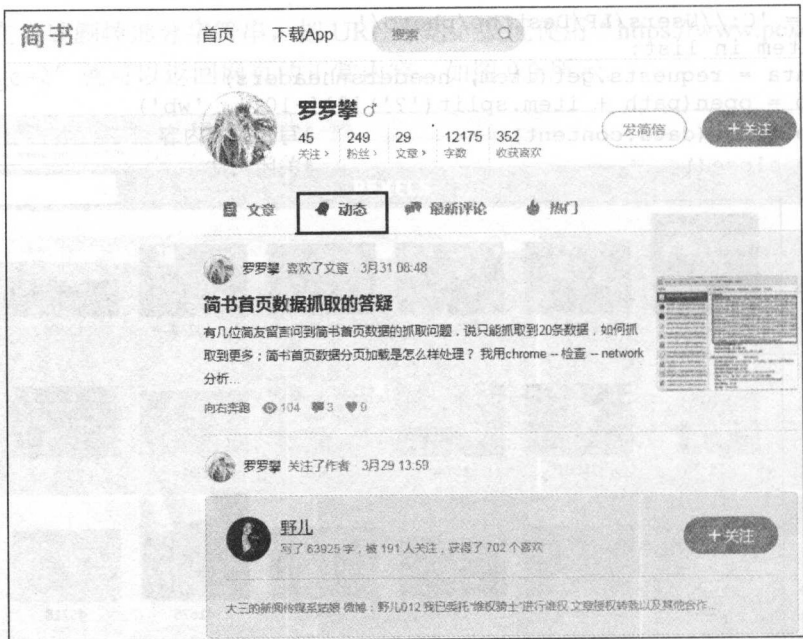 简书 首页 下载App 搜索
罗罗攀
45 249 29 12175 352
关注 > 粉丝 > 文章 > 字数 收获喜欢
发简信 +关注
文章 动态 最新评论 热门
罗罗攀 喜欢了文章 · 3月31 08:48
简书首页数据抓取的答疑
有几位简友留言问到简书首页数据的抓取问题,说只能抓取到20条数据,如何抓
取到更多;简书首页数据分页加载是怎么样处理? 我用chrome -- 检查 -- network
分析...
向右奔跑 104 3 9
罗罗攀 关注了作者 · 3月29 13:59
野儿
写了 63925 字,被 191 人关注,获得了 702 个喜欢
+关注
大三的新闻传媒系姑娘 微博:野儿012 我已委托“维权骑士”进行维权 文章授权转载以及其他合作...